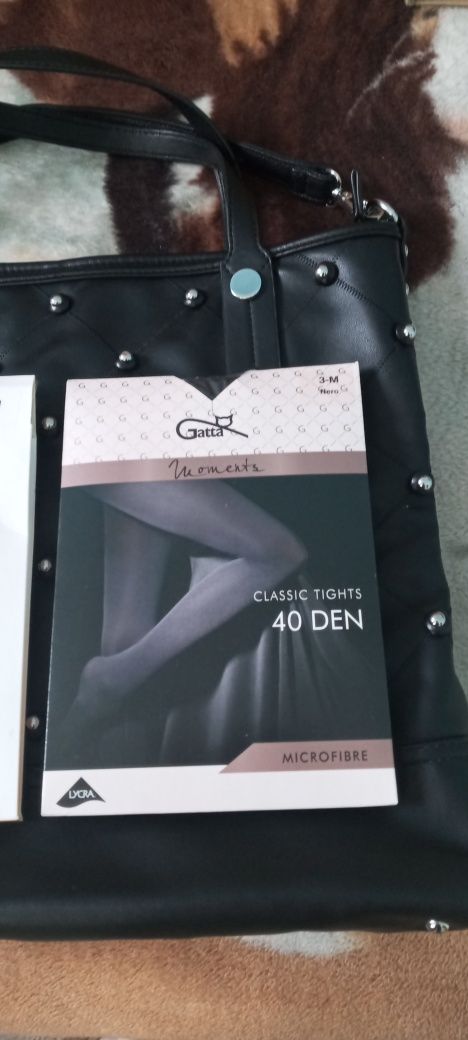 3-M
Nero
Gatta
Moments
CLASSIC TIGHTS
40 DEN
MICROFIBRE
LYCRA